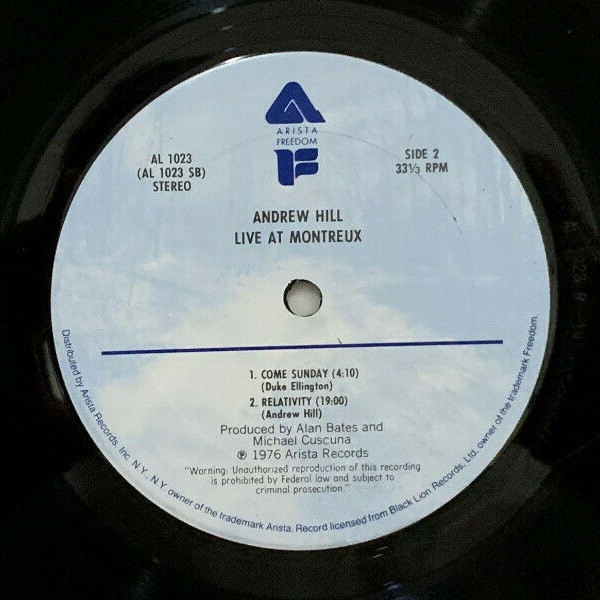 ARISTA
FREEDOM
F
AL 1023
(AL 1023 SB)
STEREO
SIDE 2
33⅓ RPM
ANDREW HILL
LIVE AT MONTREUX
1. COME SUNDAY (4:10)
(Duke Ellington)
2. RELATIVITY (19:00)
(Andrew Hill)
Produced by Alan Bates and
Michael Cuscuna
℗ 1976 Arista Records
"Warning: Unauthorized reproduction of this recording
is prohibited by Federal law and subject to
criminal prosecution."
Distributed by Arista Records, Inc. N.Y., N.Y. owner of the trademark Arista. Record licensed from Black Lion Records, Ltd. owner of the trademark Freedom.